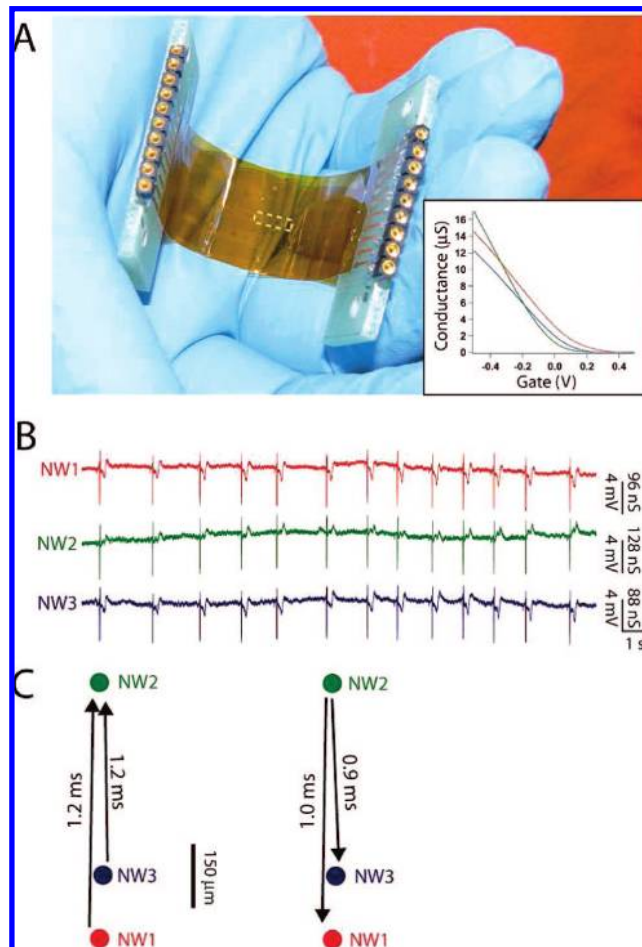 A
Conductance (µS)
16
14
12
10
8
6
4
2
0
-0.4 -0.2 0.0 0.2 0.4
Gate (V)
B
NW1
4 mV
96 nS
NW2
4 mV
128 nS
NW3
4 mV
88 nS
1 s
C
NW2 NW2
1.2 ms 1.2 ms 1.0 ms 0.9 ms
150 µm
NW3 NW3
NW1 NW1